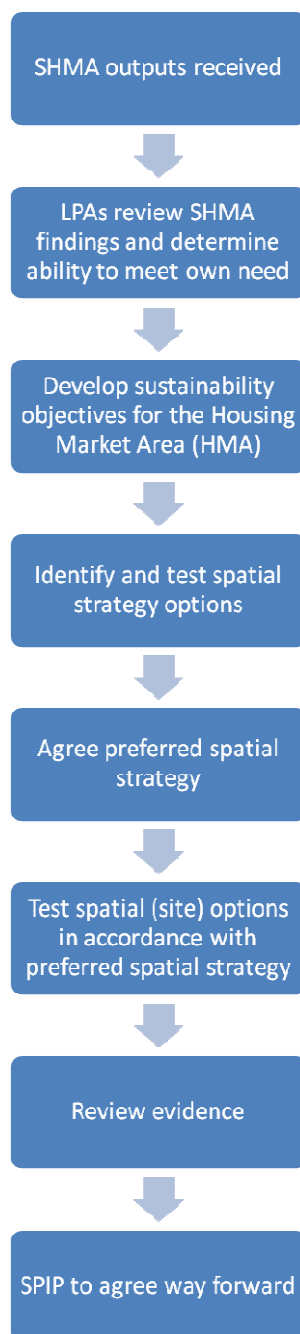 SHMA outputs received
LPAs review SHMA
findings and determine
ability to meet own need
Develop sustainability
objectives for the Housing
Market Area (HMA)
Identify and test spatial
strategy options
Agree preferred spatial
strategy
Test spatial (site) options
in accordance with
preferred spatial strategy
Review evidence
SPIP to agree way forward